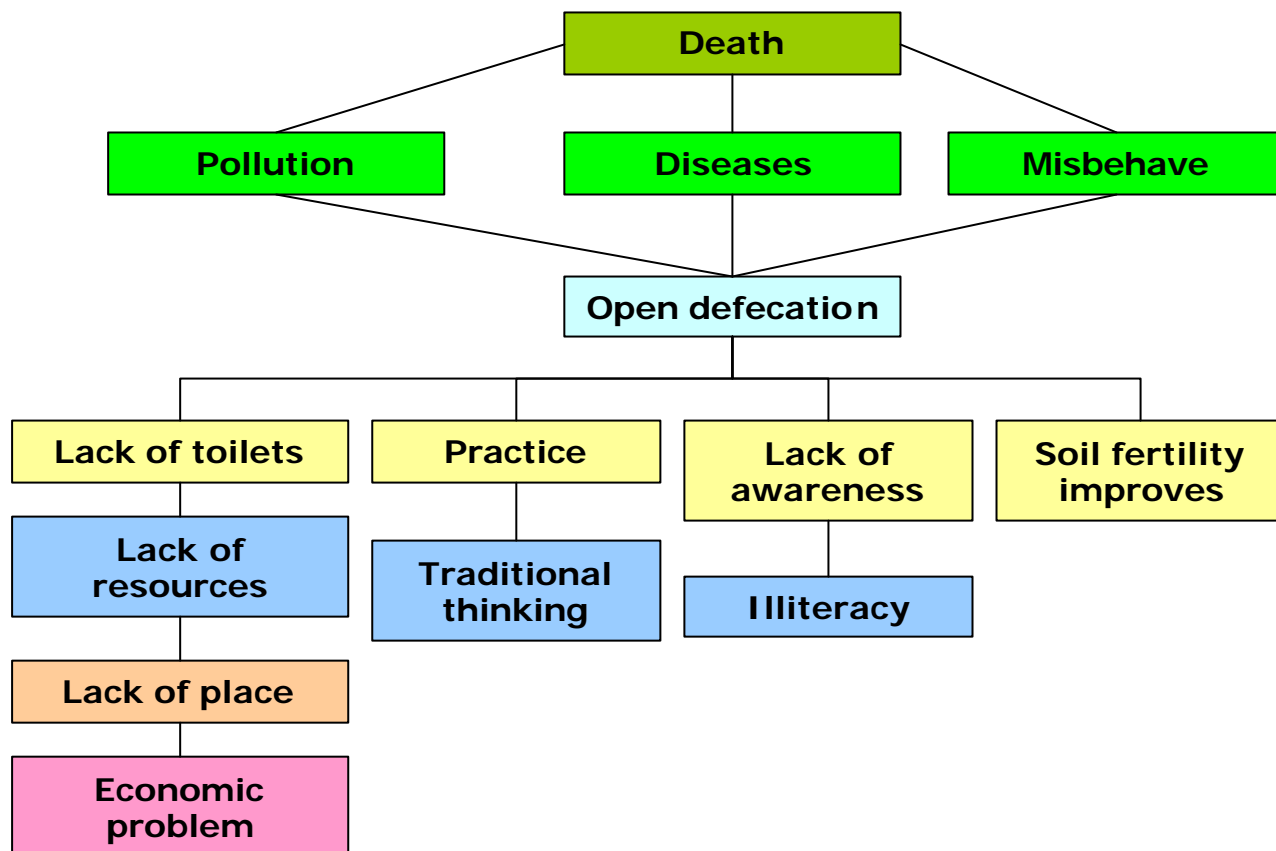 Death
Pollution
Diseases
Misbehave
Open defecation
Lack of toilets
Practice
Lack of
awareness
Soil fertility
improves
Lack of
resources
Traditional
thinking
Illiteracy
Lack of place
Economic
problem